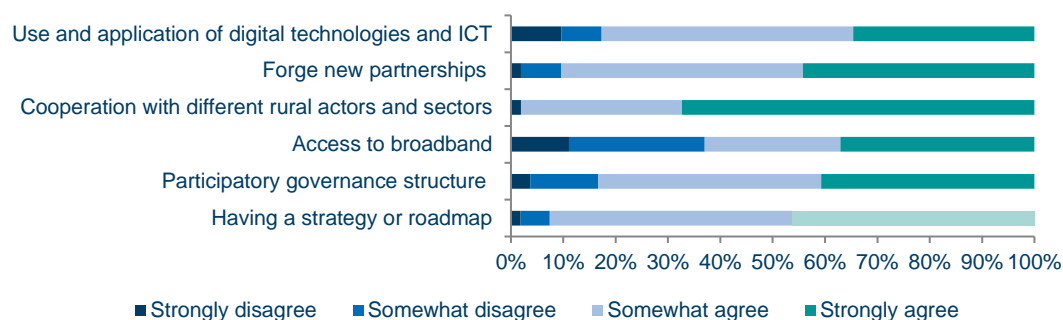 Use and application of digital technologies and ICT
Forge new partnerships
Cooperation with different rural actors and sectors
Access to broadband
Participatory governance structure
Having a strategy or roadmap
0% 10% 20% 30% 40% 50% 60% 70% 80% 90% 100%
Strongly disagree Somewhat disagree Somewhat agree Strongly agree